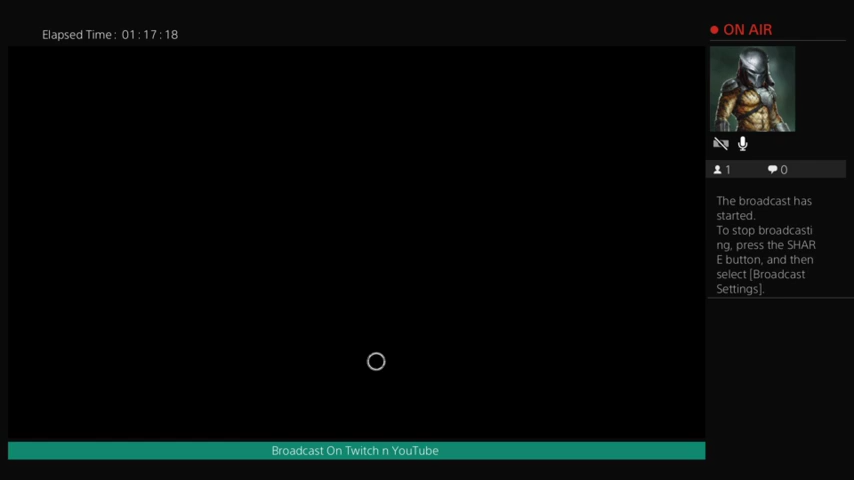 Elapsed Time : 01 : 17 : 18
ON AIR
1 0
The broadcast has
started.
To stop broadcasti
ng, press the SHAR
E button, and then
select [Broadcast
Settings].
Broadcast On Twitch n YouTube